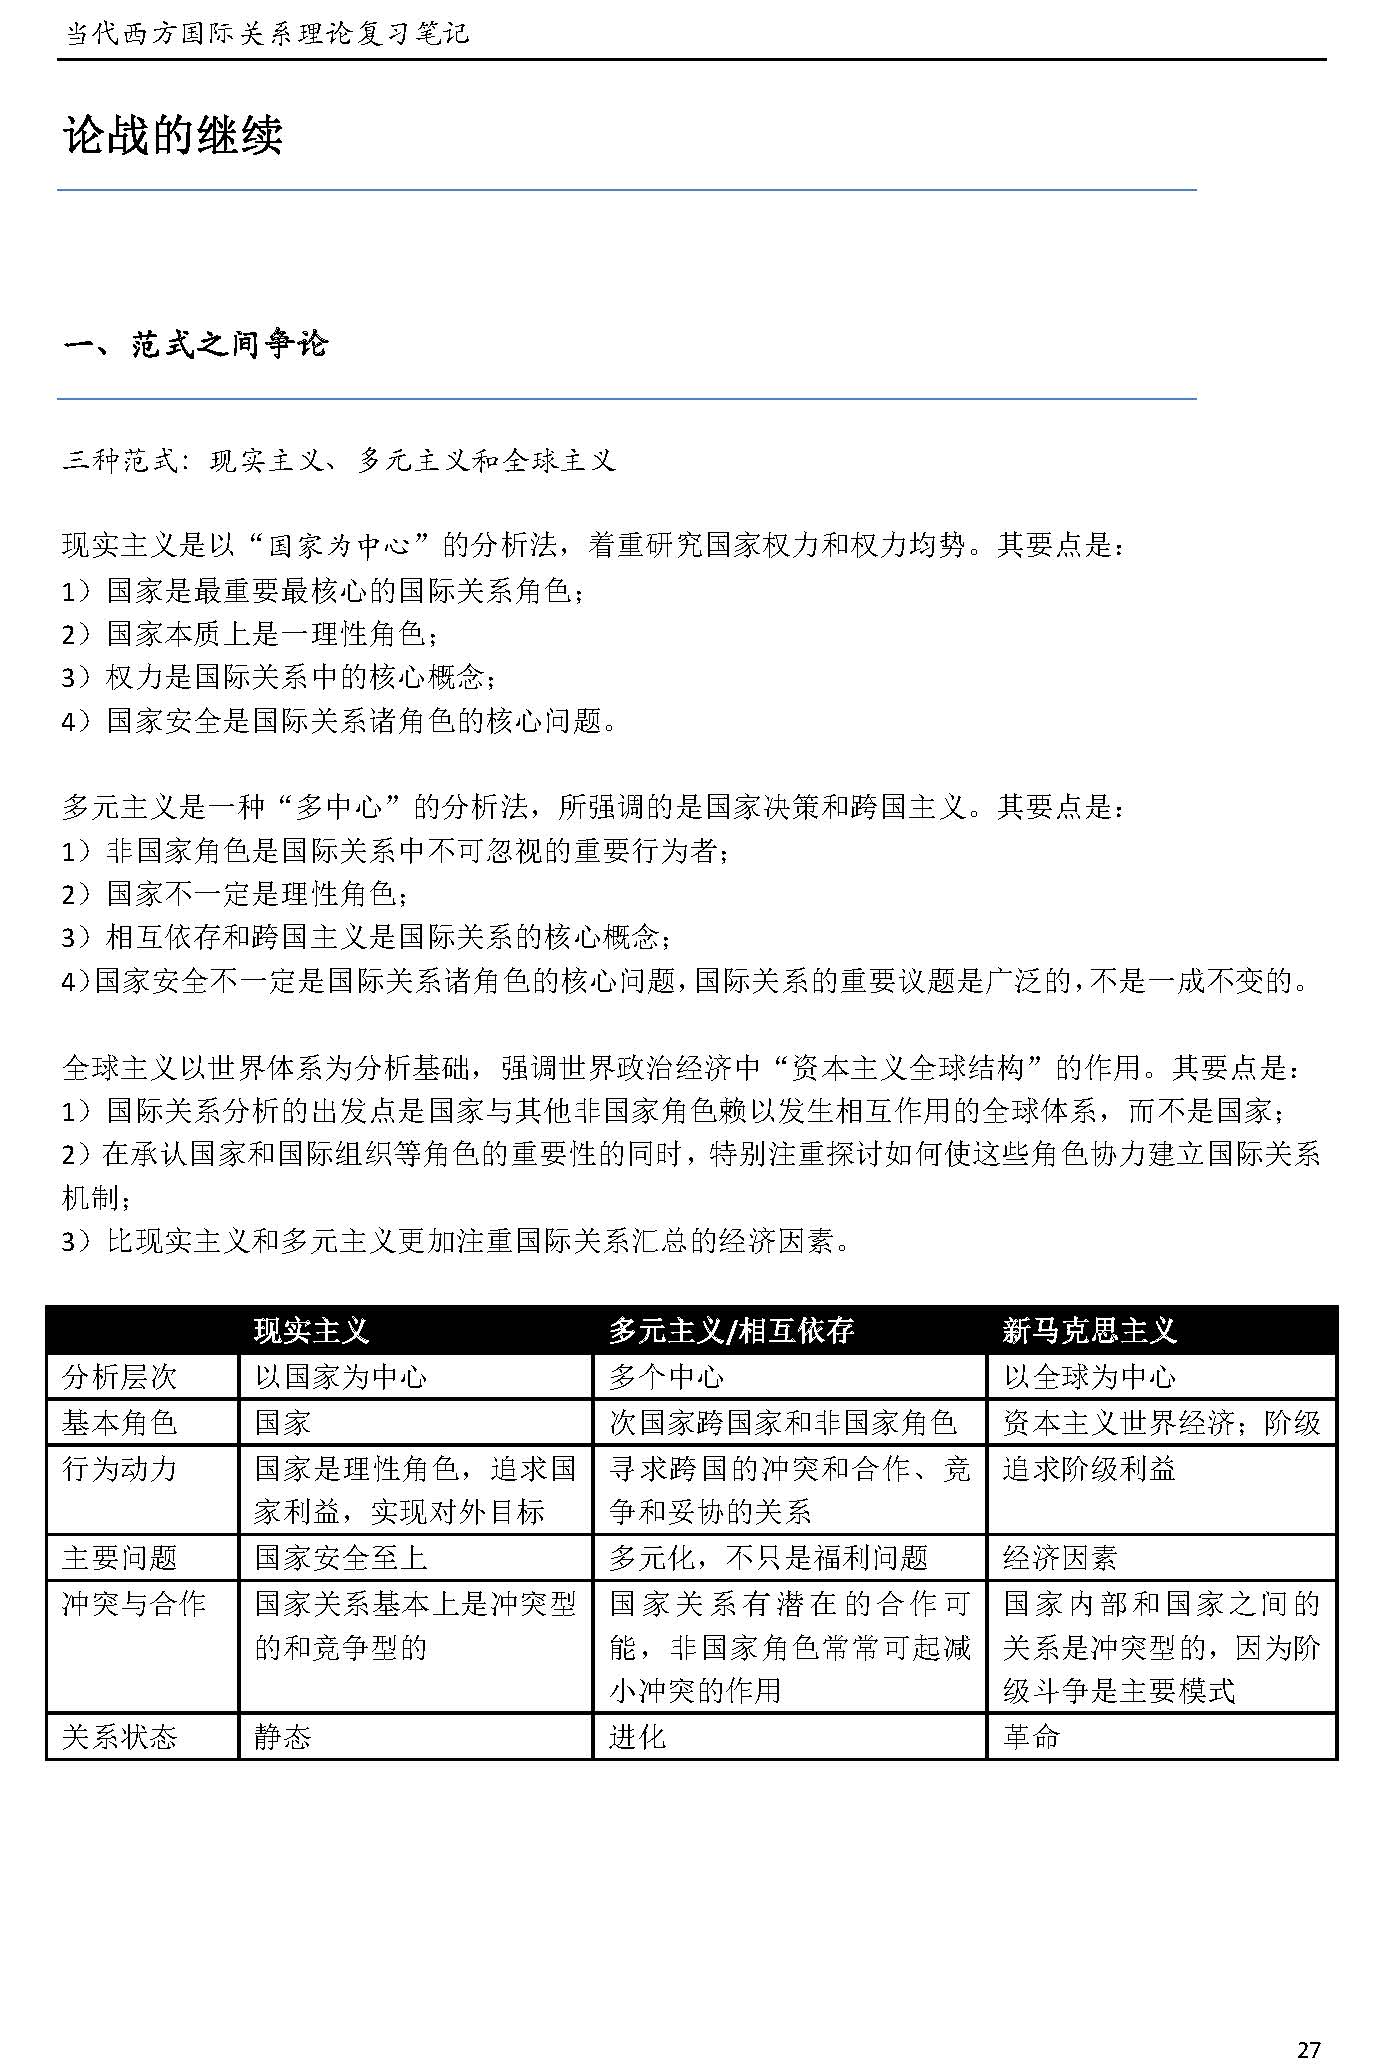 当代西方国际关系理论复习笔记
论战的继续
一、范式之间争论
三种范式：现实主义、多元主义和全球主义
现实主义是以“国家为中心”的分析法，着重研究国家权力和权力均势。其要点是：
1）国家是最重要最核心的国际关系角色；
2）国家本质上是一理性角色；
3）权力是国际关系中的核心概念；
4）国家安全是国际关系诸角色的核心问题。
多元主义是一种“多中心”的分析法，所强调的是国家决策和跨国主义。其要点是：
1）非国家角色是国际关系中不可忽视的重要行为者；
2）国家不一定是理性角色；
3）相互依存和跨国主义是国际关系的核心概念；
4）国家安全不一定是国际关系诸角色的核心问题，国际关系的重要议题是广泛的，不是一成不变的。
全球主义以世界体系为分析基础，强调世界政治经济中“资本主义全球结构”的作用。其要点是：
1）国际关系分析的出发点是国家与其他非国家角色赖以发生相互作用的全球体系，而不是国家；
2）在承认国家和国际组织等角色的重要性的同时，特别注重探讨如何使这些角色协力建立国际关系
机制；
3）比现实主义和多元主义更加注重国际关系汇总的经济因素。
现实主义 多元主义/相互依存 新马克思主义
分析层次 以国家为中心 多个中心 以全球为中心
基本角色 国家 次国家跨国家和非国家角色 资本主义世界经济；阶级
行为动力 国家是理性角色，追求国 寻求跨国的冲突和合作、竞 追求阶级利益
家利益，实现对外目标 争和妥协的关系
主要问题 国家安全至上 多元化，不只是福利问题 经济因素
冲突与合作 国家关系基本上是冲突型 国家关系有潜在的合作可 国家内部和国家之间的
的和竞争型的 能，非国家角色常常可起减 关系是冲突型的，因为阶
小冲突的作用 级斗争是主要模式
关系状态 静态 进化 革命
27